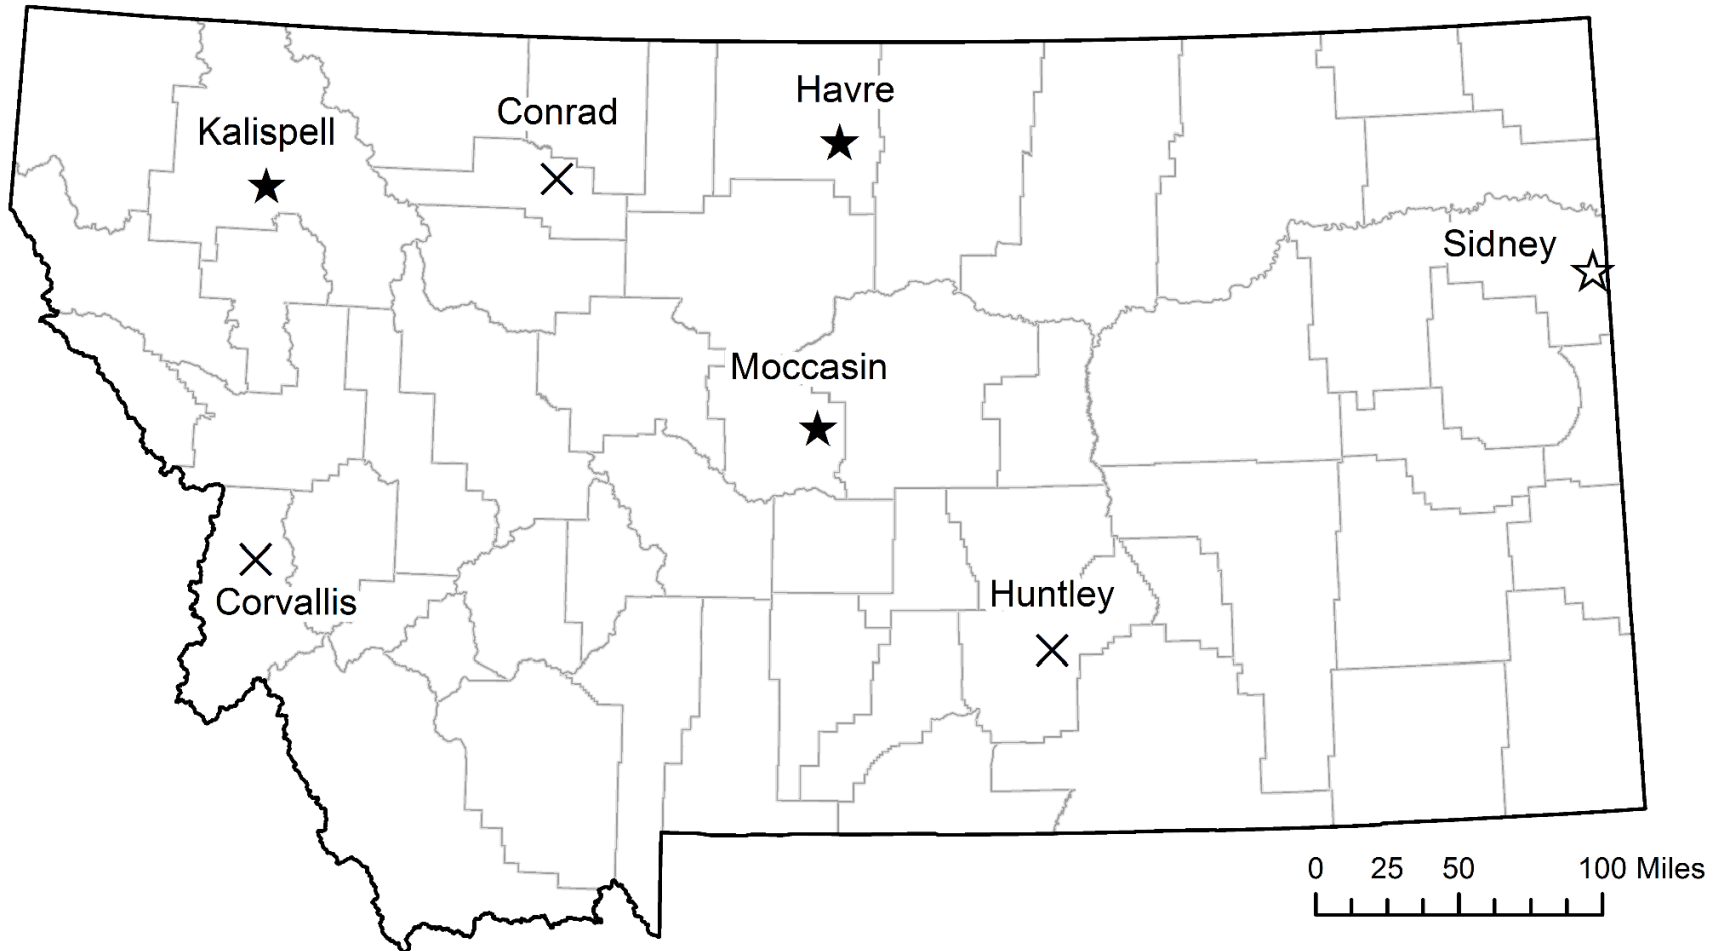 Havre
Conrad
Kalispell
Sidney
Moccasin
Huntley
Corvallis
0 25 50 100 Miles